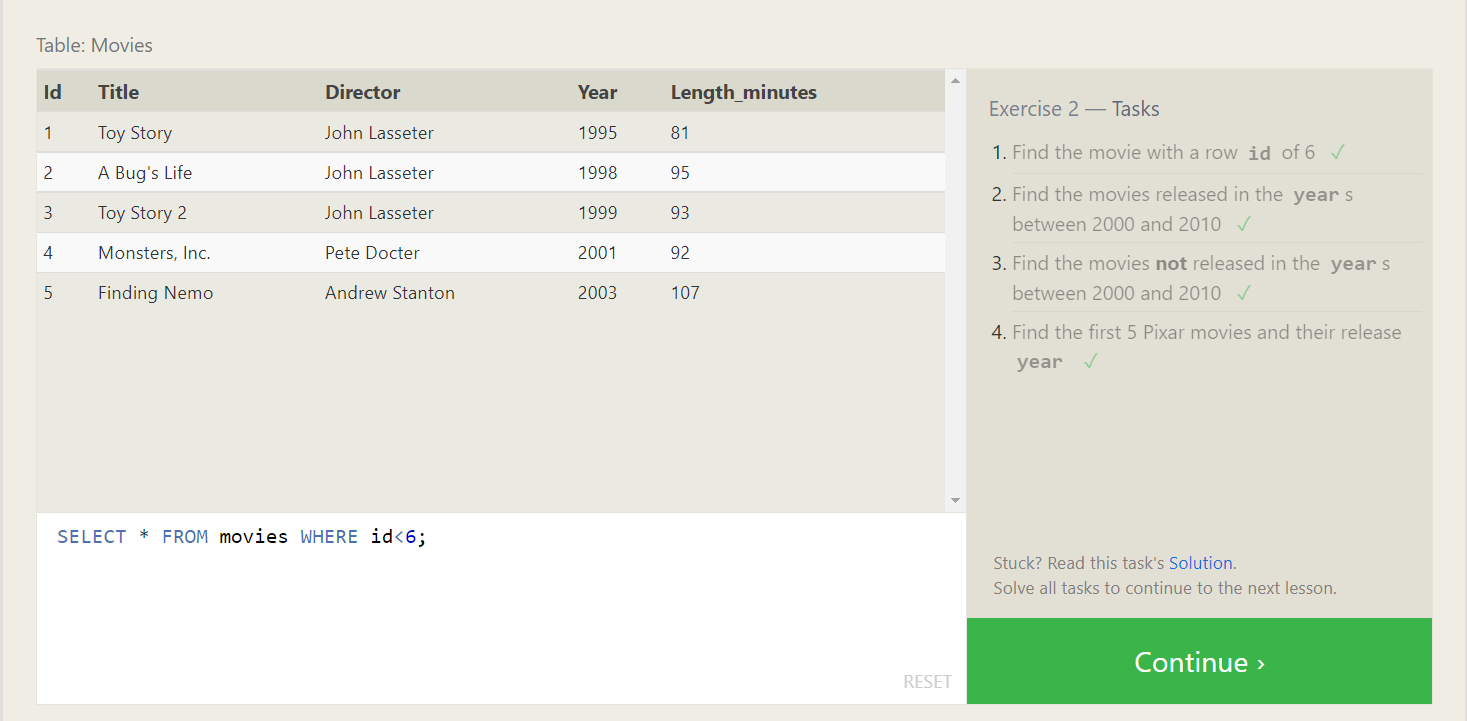 Table: Movies
Id Title Director Year Length_minutes
1 Toy Story John Lasseter 1995 81
2 A Bug's Life John Lasseter 1998 95
3 Toy Story 2 John Lasseter 1999 93
4 Monsters, Inc. Pete Docter 2001 92
5 Finding Nemo Andrew Stanton 2003 107
SELECT * FROM movies WHERE id<6;
RESET
Exercise 2 — Tasks
1. Find the movie with a row id of 6 ✓
2. Find the movies released in the year s
between 2000 and 2010 ✓
3. Find the movies not released in the year s
between 2000 and 2010 ✓
4. Find the first 5 Pixar movies and their release
year ✓
Stuck? Read this task's Solution.
Solve all tasks to continue to the next lesson.
Continue ›